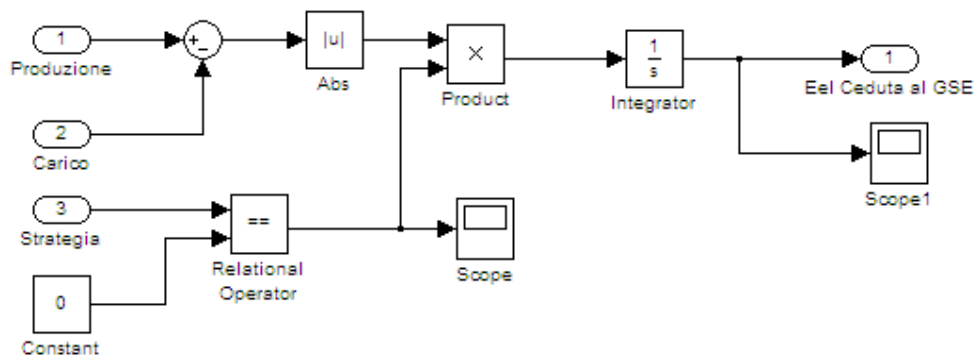 1
Produzione
+
-
|u|
Abs
×
Product
1
s
Integrator
1
Eel Ceduta al GSE
2
Carico
Scope1
3
Strategia
==
Relational
Operator
Scope
0
Constant